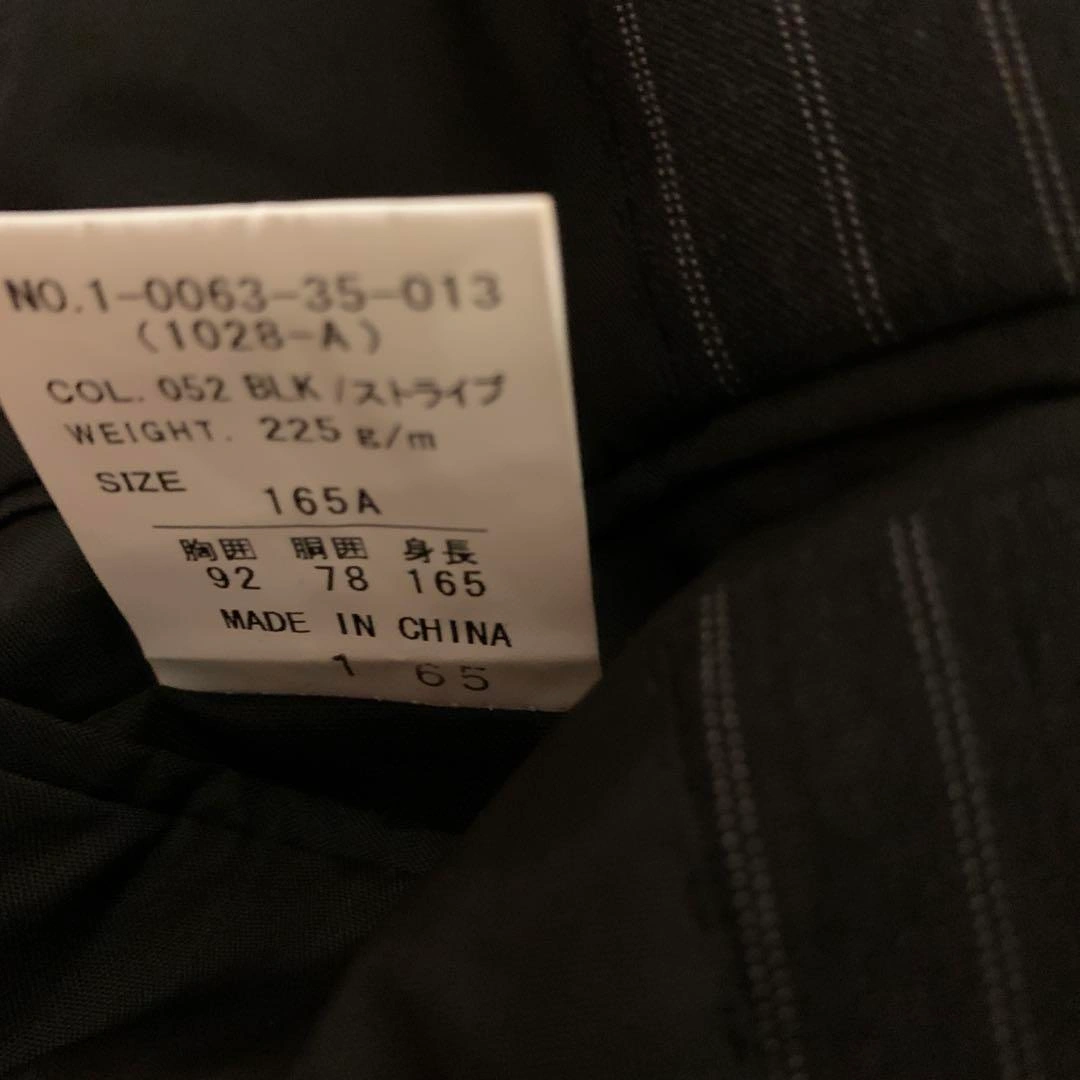 NO.1-0063-35-013
(1028-A)
COL. 052 BLK /ストライプ
WEIGHT. 225 g/m
SIZE 165A
胸囲 胴囲 身長
92 78 165
MADE IN CHINA
1 65